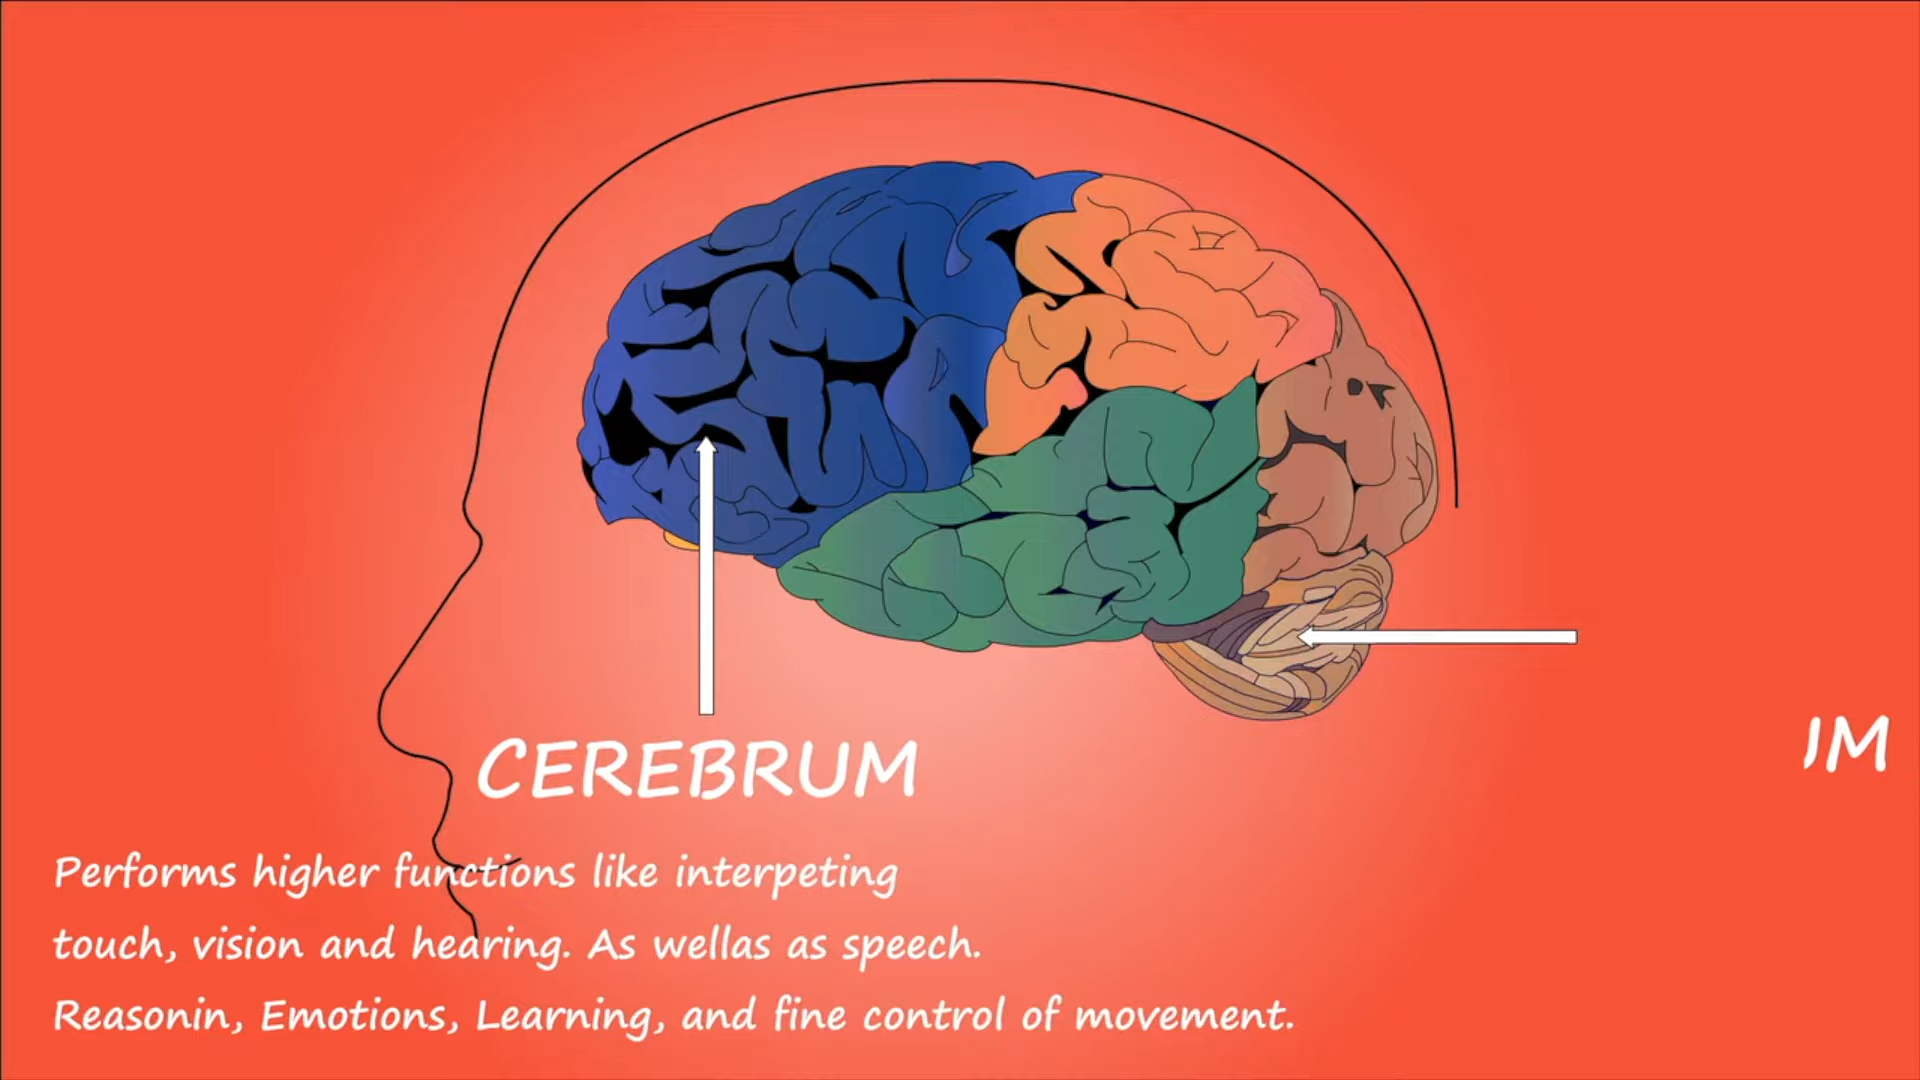 CEREBRUM
UM
Performs higher functions like interpeting
touch, vision and hearing. As wellas as speech.
Reasonin, Emotions, Learning, and fine control of movement.